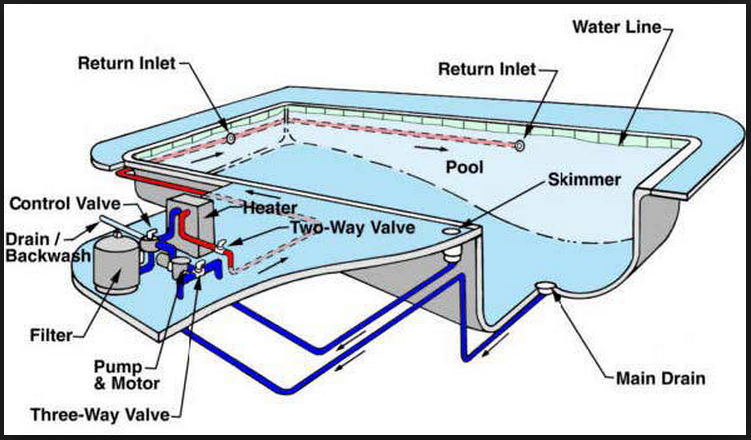 Water Line
Return Inlet
Return Inlet
Pool
Skimmer
Control Valve
Heater
Two-Way Valve
Drain /
Backwash
Filter
Pump
& Motor
Main Drain
Three-Way Valve